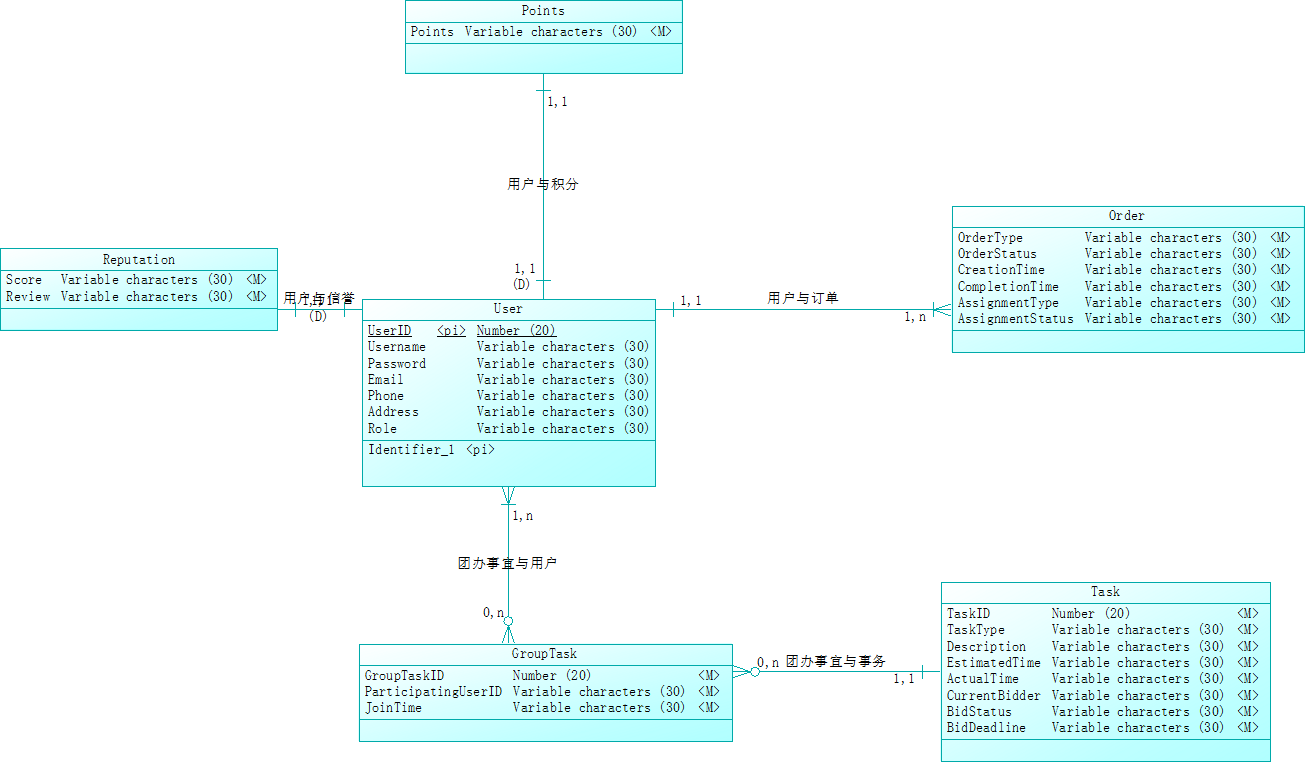 Points
Points Variable characters (30) <M>
1,1
用户与积分
1,1
(D)
Order
OrderType Variable characters (30) <M>
OrderStatus Variable characters (30) <M>
CreationTime Variable characters (30) <M>
CompletionTime Variable characters (30) <M>
AssignmentType Variable characters (30) <M>
AssignmentStatus Variable characters (30) <M>
Reputation
Score Variable characters (30) <M>
Review Variable characters (30) <M>
用户与信誉
(D)
1,1
用户与订单
1,n
User
UserID <pi> Number (20)
Username Variable characters (30)
Password Variable characters (30)
Email Variable characters (30)
Phone Variable characters (30)
Address Variable characters (30)
Role Variable characters (30)
Identifier_1 <pi>
1,n
团办事宜与用户
0,n
GroupTask
GroupTaskID Number (20) <M>
ParticipatingUserID Variable characters (30) <M>
JoinTime Variable characters (30) <M>
0,n
团办事宜与事务
1,1
Task
TaskID Number (20) <M>
TaskType Variable characters (30) <M>
Description Variable characters (30) <M>
EstimatedTime Variable characters (30) <M>
ActualTime Variable characters (30) <M>
CurrentBidder Variable characters (30) <M>
BidStatus Variable characters (30) <M>
BidDeadline Variable characters (30) <M>